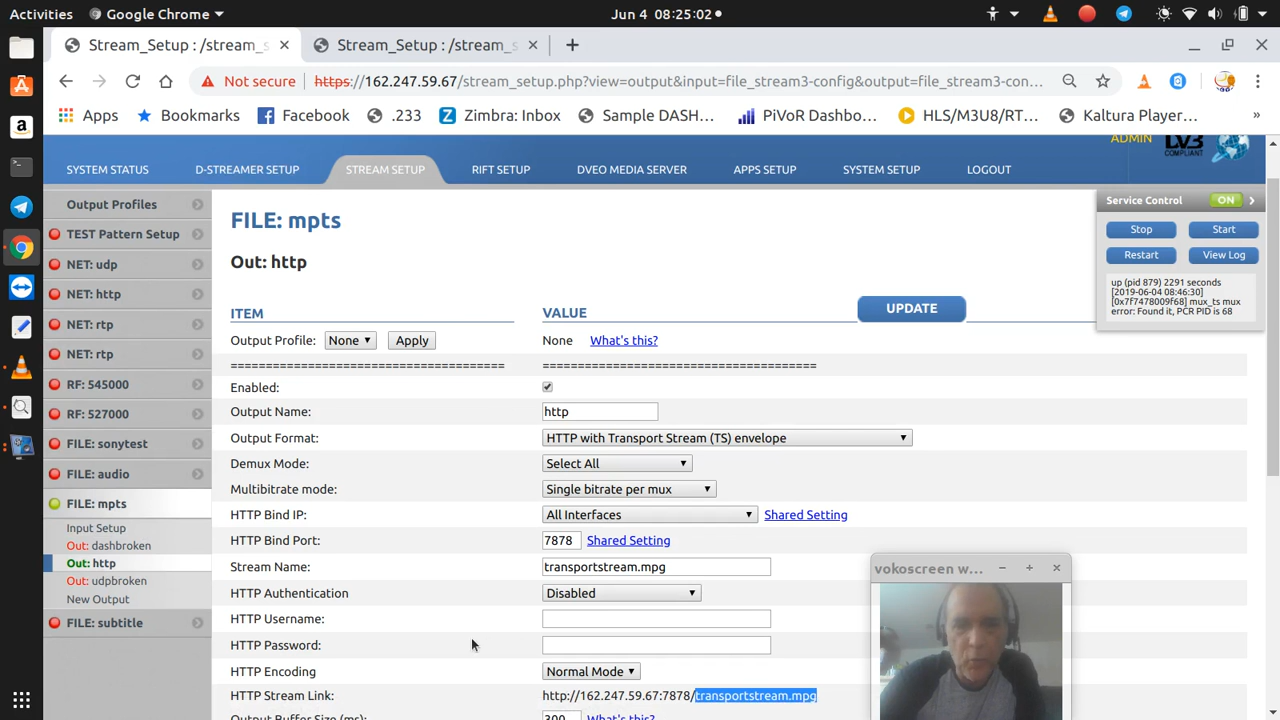 Activities
Google Chrome
Jun 4 08:25:02
Stream_Setup : /stream_s
Stream_Setup : /stream_s
Not secure
https://162.247.59.67/stream_setup.php?view=output&input=file_stream3-config&output=file_stream3-con...
Apps
Bookmarks
Facebook
.233
Zimbra: Inbox
Sample DASH...
PiVoR Dashbo...
HLS/M3U8/RT...
Kaltura Player...
»
ADMIN
LV3
COMPLIANT
SYSTEM STATUS
D-STREAMER SETUP
STREAM SETUP
RIFT SETUP
DVEO MEDIA SERVER
APPS SETUP
SYSTEM SETUP
LOGOUT
Output Profiles
TEST Pattern Setup
NET: udp
NET: http
NET: rtp
NET: rtp
RF: 545000
RF: 527000
FILE: sonytest
FILE: audio
FILE: mpts
Input Setup
Out: dashbroken
Out: http
Out: udpbroken
New Output
FILE: subtitle
FILE: mpts
Out: http
ITEM VALUE UPDATE
Output Profile: None Apply None What's this?
===================================== =====================================
Enabled:
Output Name: http
Output Format: HTTP with Transport Stream (TS) envelope
Demux Mode: Select All
Multibitrate mode: Single bitrate per mux
HTTP Bind IP: All Interfaces Shared Setting
HTTP Bind Port: 7878 Shared Setting
Stream Name: transportstream.mpg
HTTP Authentication Disabled
HTTP Username:
HTTP Password:
HTTP Encoding Normal Mode
HTTP Stream Link: http://162.247.59.67:7878/transportstream.mpg
Output Buffer Size (ms): 300 What's this?
Service Control ON
Stop Start
Restart View Log
up (pid 879) 2291 seconds
[2019-06-04 08:46:30]
[0x7f7478009f68] mux_ts mux
error: Found it, PCR PID is 68
vokoscreen w...